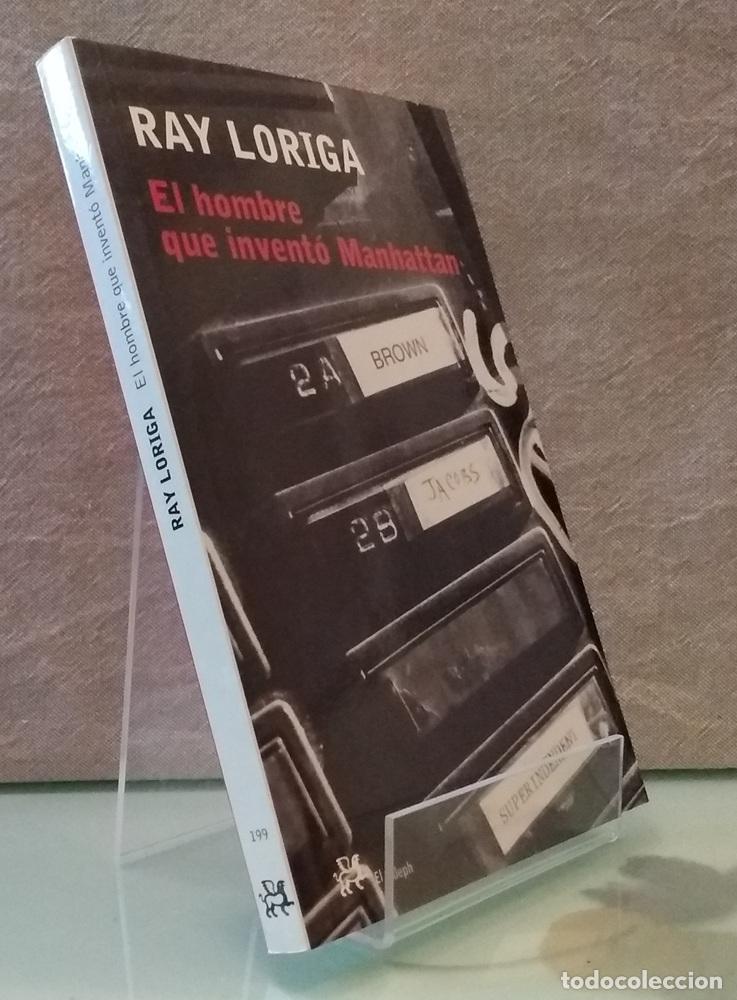 RAY LORIGA
El hombre
que inventó Manhattan
2A BROWN
2B JACOBS
SUPERINTENDENT
El Aleph
RAY LORIGA El hombre que inventó
199
todocoleccion